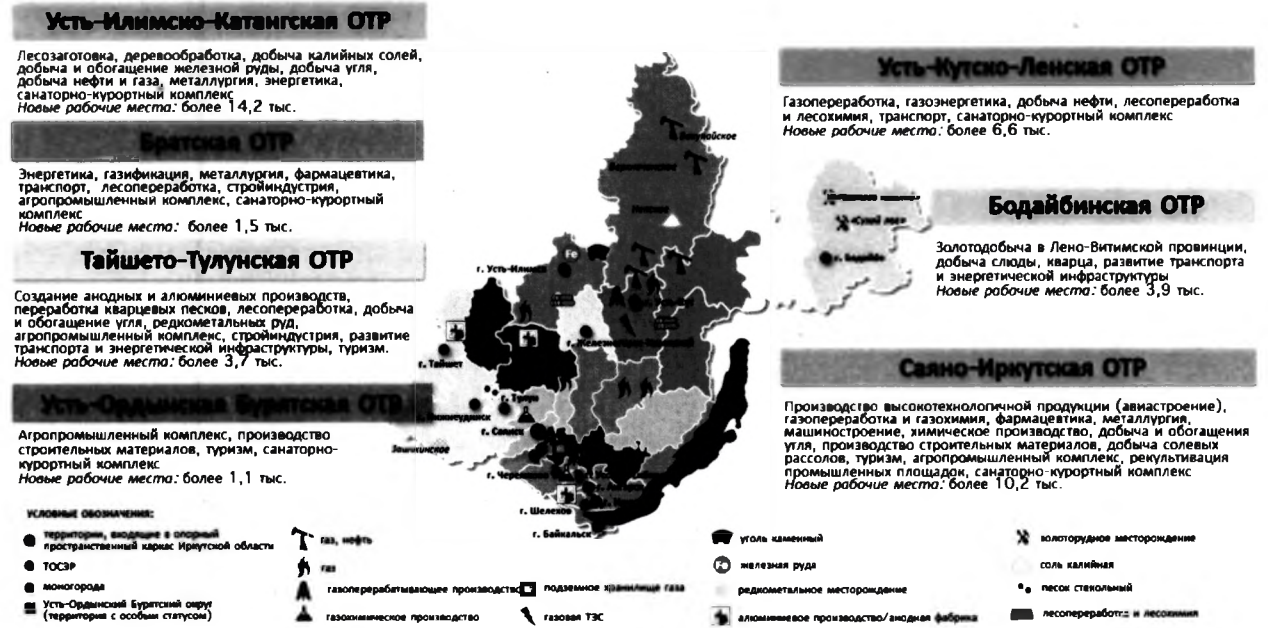 Усть-Илимско-Катангская ОТР
Лесозаготовка, деревообработка, добыча калийных солей,
добыча и обогащение железной руды, добыча угля,
добыча нефти и газа, металлургия, энергетика,
санаторно-курортный комплекс
Новые рабочие места: более 14,2 тыс.
Братская ОТР
Энергетика, газификация, металлургия, фармацевтика,
транспорт, лесопереработка, стройиндустрия,
агропромышленный комплекс, санаторно-курортный
комплекс
Новые рабочие места: более 1,5 тыс.
Тайшето-Тулунская ОТР
Создание анодных и алюминиевых производств,
переработка кварцевых песков, лесопереработка, добыча
и обогащение угля, редкометальных руд,
агропромышленный комплекс, стройиндустрия, развитие
транспорта и энергетической инфраструктуры, туризм.
Новые рабочие места: более 3,7 тыс.
Усть-Ордынская Бурятская ОТР
Агропромышленный комплекс, производство
строительных материалов, туризм, санаторно-
курортный комплекс
Новые рабочие места: более 1,1 тыс.
Усть-Кутско-Ленская ОТР
Газопереработка, газоэнергетика, добыча нефти, лесопереработка
и лесохимия, транспорт, санаторно-курортный комплекс
Новые рабочие места: более 6,6 тыс.
«Сухой лог»
г. Бодайбо
Бодайбинская ОТР
Золотодобыча в Лено-Витимской провинции,
добыча слюды, кварца, развитие транспорта
и энергетической инфраструктуры
Новые рабочие места: более 3,9 тыс.
Саяно-Иркутская ОТР
Производство высокотехнологичной продукции (авиастроение),
газопереработка и газохимия, фармацевтика, металлургия,
машиностроение, химическое производство, добыча и обогащения
угля, производство строительных материалов, добыча солевых
рассолов, туризм, агропромышленный комплекс, рекультивация
промышленных площадок, санаторно-курортный комплекс
Новые рабочие места: более 10,2 тыс.
г. Усть-Илимск
Fe
г. Тайшет
г. Тулун
г. Саянск
г. Шелехов
г. Байкальск
УСЛОВНЫЕ ОБОЗНАЧЕНИЯ:
территории, входящие в опорный
пространственный каркас Иркутской области
ТОСЭР
моногорода
Усть-Ордынский Бурятский округ
(территория с особым статусом)
газ, нефть
газ
газоперерабатывающее производство
газохимическое производство
подземное хранилище газа
газовая ТЭС
уголь каменный
Fe железная руда
редкометальное месторождение
алюминиевое производство/анодная фабрика
золоторудное месторождение
соль калийная
песок стекольный
лесопереработка и лесохимия